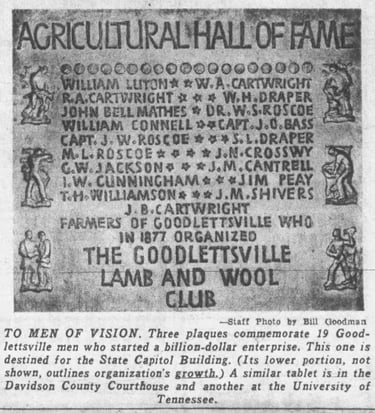 AGRICULTURAL HALL OF FAME
WILLIAM LUTON ★ ★ W. A. CARTWRIGHT
R. A. CARTWRIGHT ★ ★ W. H. DRAPER
JOHN BELL MATHES ★ DR. W. S. ROSCOE
WILLIAM CONNELL ★ CAPT. J. O. BASS
CAPT. J. W. ROSCOE ★ ★ S. L. DRAPER
M. L. ROSCOE ★ ★ ★ J. N. CROSSWY
G. W. JACKSON ★ ★ J. M. CANTRELL
I. W. CUNNINGHAM ★ ★ JIM PEAY
T. H. WILLIAMSON ★ ★ J. M. SHIVERS
J. B. CARTWRIGHT
FARMERS OF GOODLETTSVILLE WHO
IN 1877 ORGANIZED
THE GOODLETTSVILLE
LAMB AND WOOL
CLUB
—Staff Photo by Bill Goodman
TO MEN OF VISION. Three plaques commemorate 19 Good-
lettsville men who started a billion-dollar enterprise. This one is
destined for the State Capitol Building. (Its lower portion, not
shown, outlines organization's growth.) A similar tablet is in the
Davidson County Courthouse and another at the University of
Tennessee.